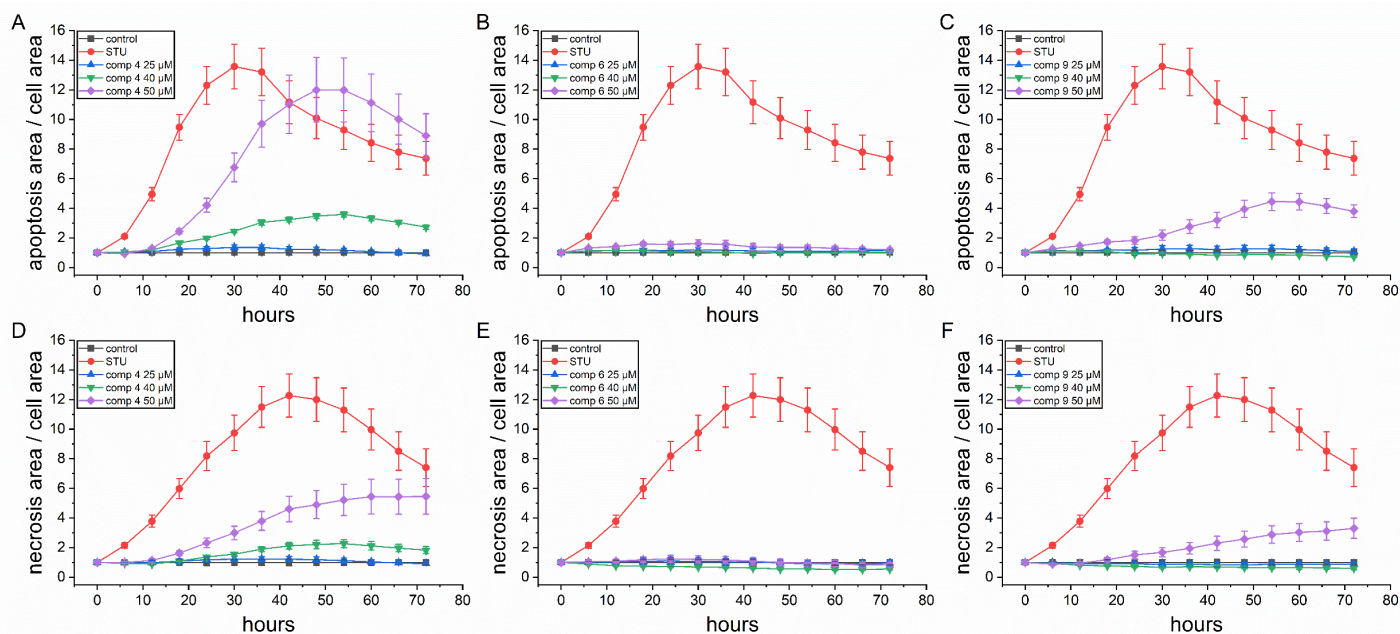 A
apoptosis area / cell area
16
14
12
10
8
6
4
2
0
control
STU
comp 4 25 µM
comp 4 40 µM
comp 4 50 µM
0 10 20 30 40 50 60 70 80
hours
B
apoptosis area / cell area
16
14
12
10
8
6
4
2
0
control
STU
comp 6 25 µM
comp 6 40 µM
comp 6 50 µM
0 10 20 30 40 50 60 70 80
hours
C
apoptosis area / cell area
16
14
12
10
8
6
4
2
0
control
STU
comp 9 25 µM
comp 9 40 µM
comp 9 50 µM
0 10 20 30 40 50 60 70 80
hours
D
necrosis area / cell area
16
14
12
10
8
6
4
2
0
control
STU
comp 4 25 µM
comp 4 40 µM
comp 4 50 µM
0 10 20 30 40 50 60 70 80
hours
E
necrosis area / cell area
16
14
12
10
8
6
4
2
0
control
STU
comp 6 25 µM
comp 6 40 µM
comp 6 50 µM
0 10 20 30 40 50 60 70 80
hours
F
necrosis area / cell area
16
14
12
10
8
6
4
2
0
control
STU
comp 9 25 µM
comp 9 40 µM
comp 9 50 µM
0 10 20 30 40 50 60 70 80
hours